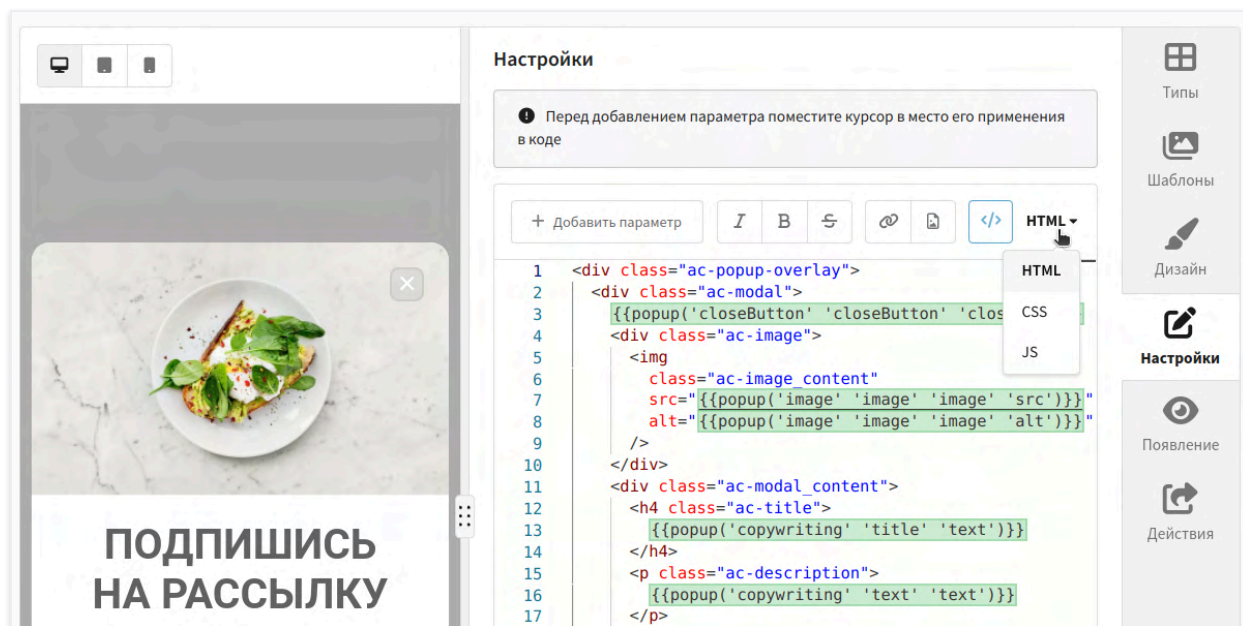 Настройки
Перед добавлением параметра поместите курсор в место его применения
в коде
+ Добавить параметр
I B S </> HTML
HTML
CSS
JS
1 <div class="ac-popup-overlay">
2 <div class="ac-modal">
3 {{popup('closeButton' 'closeButton' 'clos
4 <div class="ac-image">
5 <img
6 class="ac-image_content"
7 src="{{popup('image' 'image' 'image' 'src')}}"
8 alt="{{popup('image' 'image' 'image' 'alt')}}"
9 />
10 </div>
11 <div class="ac-modal_content">
12 <h4 class="ac-title">
13 {{popup('copywriting' 'title' 'text')}}
14 </h4>
15 <p class="ac-description">
16 {{popup('copywriting' 'text' 'text')}}
17 </p>
ПОДПИШИСЬ
НА РАССЫЛКУ
Типы
Шаблоны
Дизайн
Настройки
Появление
Действия